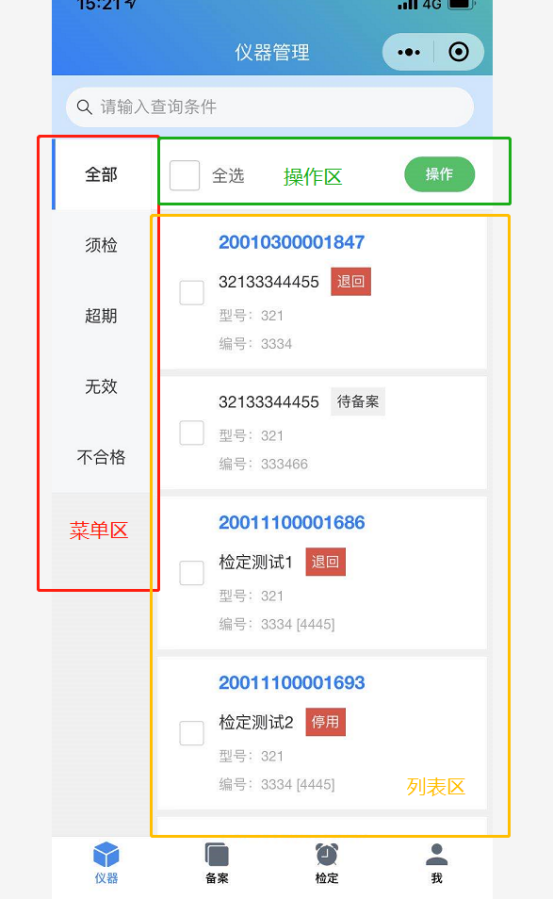 15:21
4G
仪器管理
请输入查询条件
全部
全选
操作区
操作
须检
超期
无效
不合格
菜单区
20010300001847
32133344455 退回
型号：321
编号：3334
32133344455 待备案
型号：321
编号：333466
20011100001686
检定测试1 退回
型号：321
编号：3334 [4445]
20011100001693
检定测试2 停用
型号：321
编号：3334 [4445]
列表区
仪器
备案
检定
我